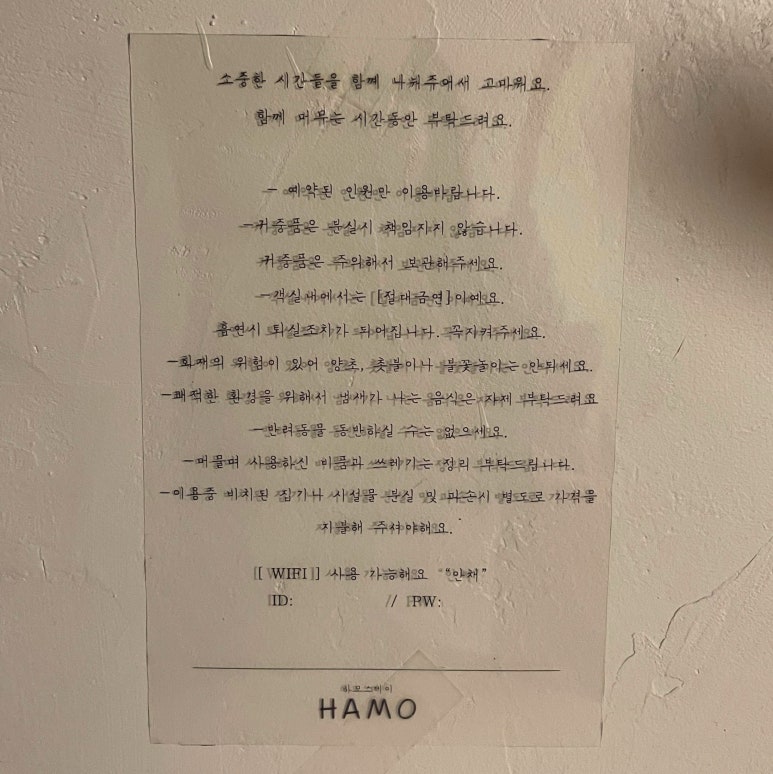 소중한 시간들을 함께 나눠주어서 고마워요.
함께 머무는 시간동안 부탁드려요.
- 예약된 인원만 이용바랍니다.
-귀중품은 분실시 책임지지 않습니다.
귀중품은 주의해서 보관해주세요.
-객실내에서는 [절대금연]이예요.
흡연시 퇴실조치가 되어집니다. 꼭지켜주세요.
-화재의 위험이 있어 양초, 촛불이나 불꽃놀이는 안되세요.
-쾌적한 환경을 위해서 냄새가 나는 음식은 자제 부탁드려요
-반려동물 동반하실 수는 없으세요.
-머물며 사용하신 비품과 쓰레기는 정리 부탁드립니다.
-이용중 비치된 집기나 시설물 분실 및 파손시 별도로 가격을
지불해 주셔야해요.
[WIFI] 사용 가능해요 "안채"
ID: // PW:
하모스테이
HAMO